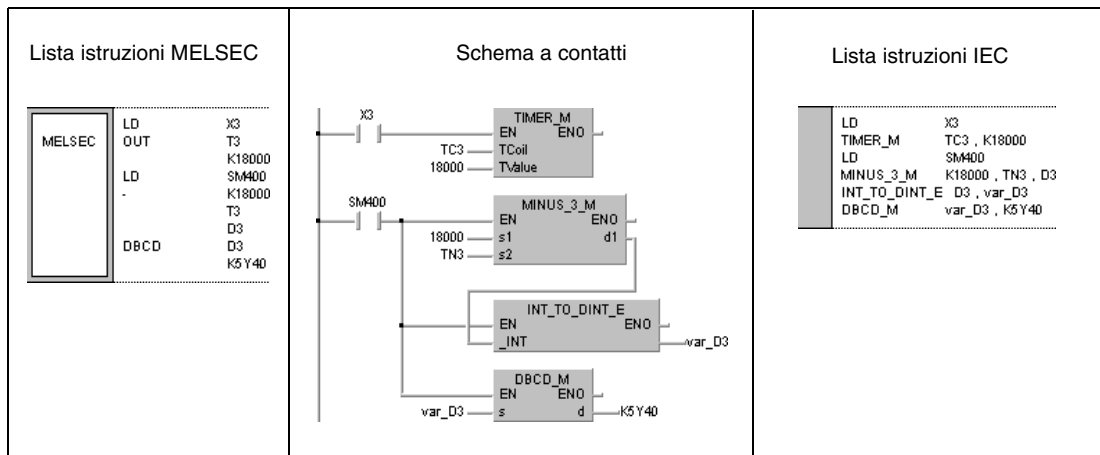 Lista istruzioni MELSEC
MELSEC
LD X3
OUT T3
K18000
LD SM400
- K18000
T3
D3
DBCD D3
K5Y40
Schema a contatti
X3
TIMER_M
EN ENO
TC3 TCoil
18000 TValue
SM400
MINUS_3_M
EN ENO
18000 s1 d1
TN3 s2
INT_TO_DINT_E
EN ENO
_INT var_D3
DBCD_M
EN ENO
var_D3 s d K5Y40
Lista istruzioni IEC
LD X3
TIMER_M TC3 , K18000
LD SM400
MINUS_3_M K18000 , TN3 , D3
INT_TO_DINT_E D3 , var_D3
DBCD_M var_D3 , K5Y40